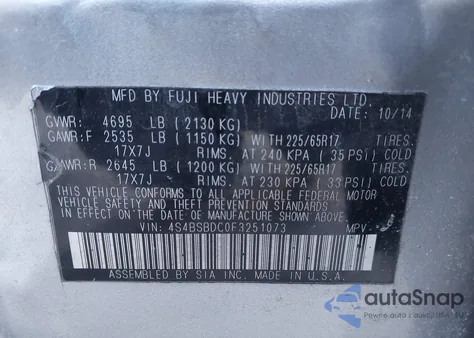 MFD BY FUJI HEAVY INDUSTRIES LTD.
DATE: 10/14
GVWR: 4695 LB (2130 KG)
GAWR:F 2535 LB (1150 KG) WITH 225/65R17 TIRES.
17X7J RIMS. AT 240 KPA (35 PSI) COLD
GAWR:R 2645 LB (1200 KG) WITH 225/65R17 TIRES.
17X7J RIMS. AT 230 KPA (33 PSI) COLD
THIS VEHICLE CONFORMS TO ALL APPLICABLE FEDERAL MOTOR
VEHICLE SAFETY STANDARDS IN EFFECT ON THE DATE
OF MANUFACTURE SHOWN ABOVE.
VIN: 4S4BSBDC0F3251073 MPV
ASSEMBLED BY SIA INC. MADE IN U.S.A.
autoSnap